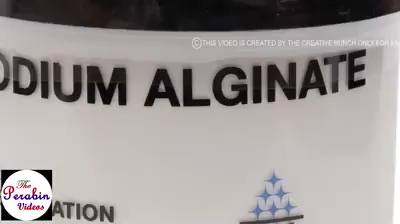 ©THIS VIDEO IS CREATED BY THE CREATIVE BUNCH ONLY FOR
ODIUM ALGINATE
The
Perabin
Videos
ATION